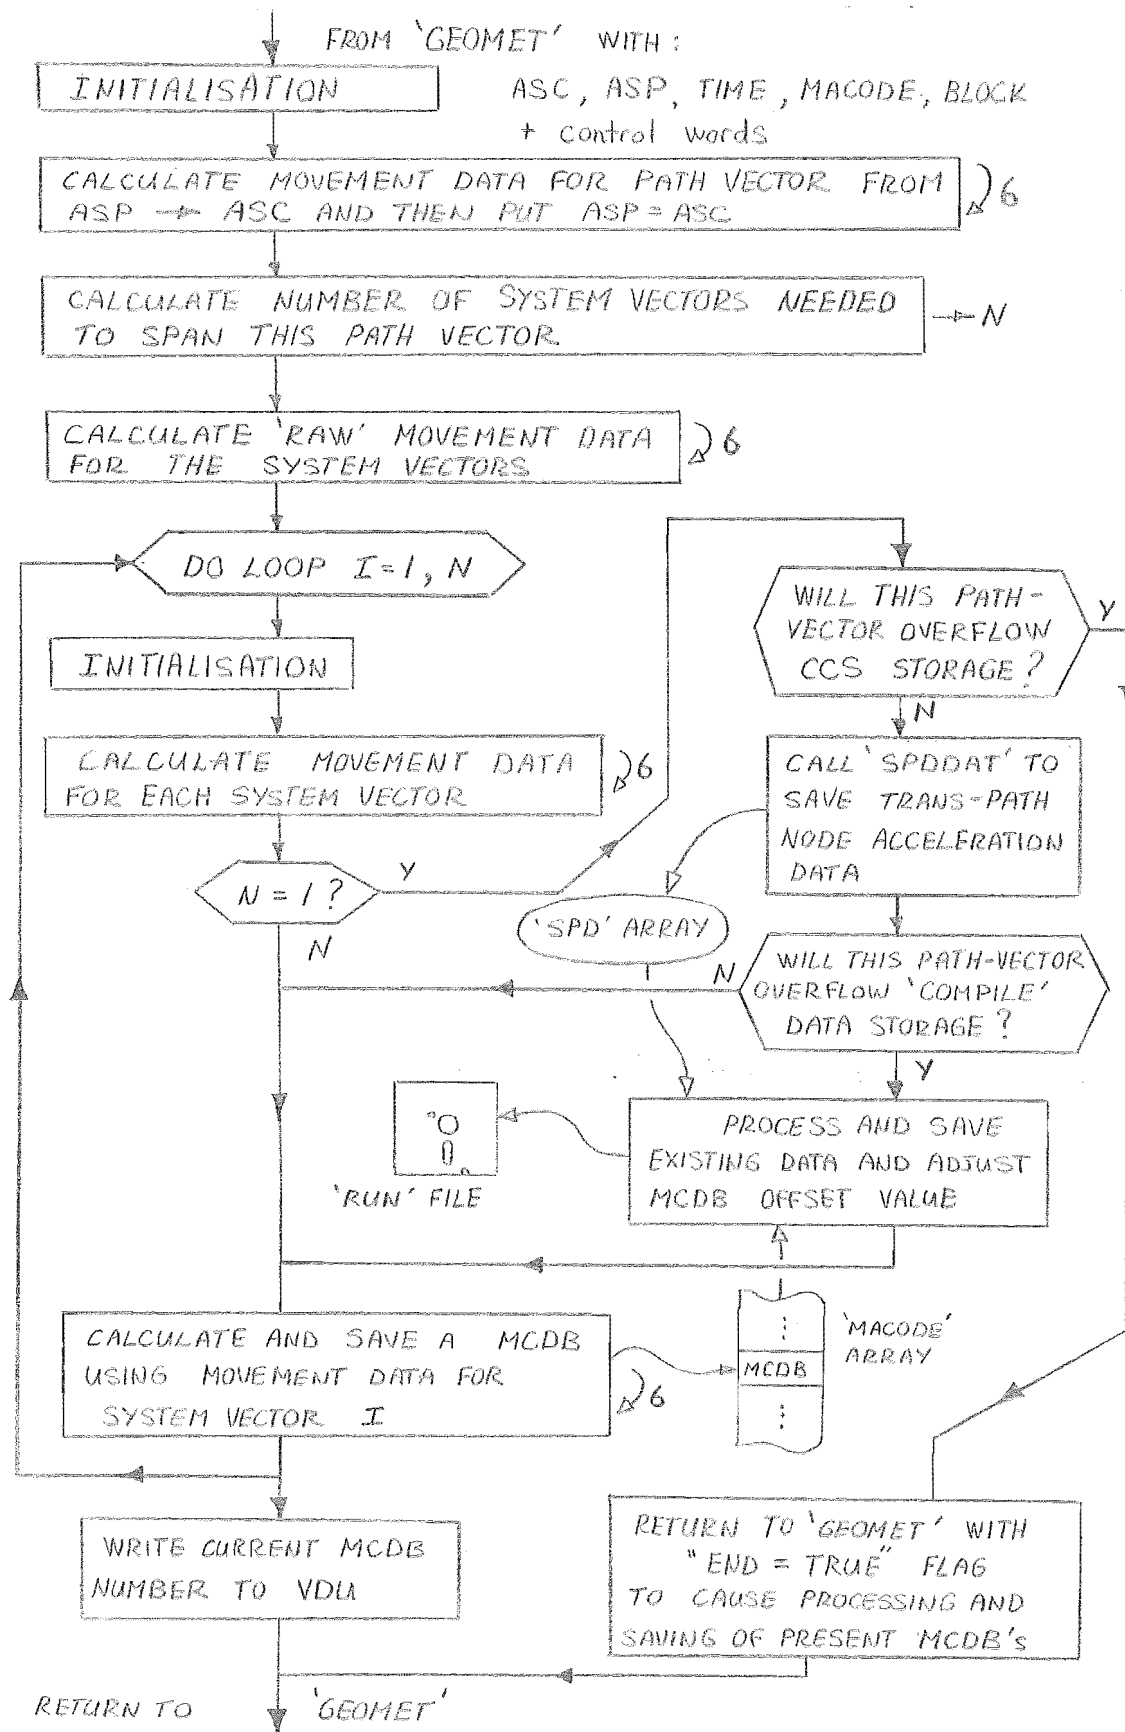 FROM 'GEOMET' WITH :
INITIALISATION
ASC, ASP, TIME, MACODE, BLOCK
+ control words
CALCULATE MOVEMENT DATA FOR PATH VECTOR FROM
ASP → ASC AND THEN PUT ASP = ASC
6
CALCULATE NUMBER OF SYSTEM VECTORS NEEDED
TO SPAN THIS PATH VECTOR
N
CALCULATE 'RAW' MOVEMENT DATA
FOR THE SYSTEM VECTORS
6
DO LOOP I=1, N
INITIALISATION
CALCULATE MOVEMENT DATA
FOR EACH SYSTEM VECTOR
6
N = 1 ?
Y
N
WILL THIS PATH-
VECTOR OVERFLOW
CCS STORAGE ?
Y
N
CALL 'SPDDAT' TO
SAVE TRANS-PATH
NODE ACCELERATION
DATA
'SPD' ARRAY
WILL THIS PATH-VECTOR
OVERFLOW 'COMPILE'
DATA STORAGE ?
N
Y
PROCESS AND SAVE
EXISTING DATA AND ADJUST
MCDB OFFSET VALUE
'RUN' FILE
CALCULATE AND SAVE A MCDB
USING MOVEMENT DATA FOR
SYSTEM VECTOR I
6
MCDB
'MACODE'
ARRAY
WRITE CURRENT MCDB
NUMBER TO VDU
RETURN TO 'GEOMET' WITH
"END = TRUE" FLAG
TO CAUSE PROCESSING AND
SAVING OF PRESENT MCDB's
RETURN TO 'GEOMET'